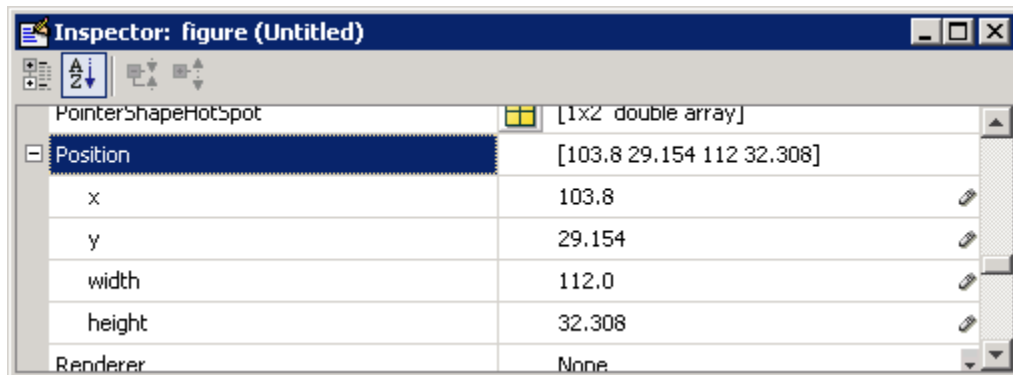 Inspector: figure (Untitled)
PointerShapeHotSpot [1x2 double array]
Position [103.8 29.154 112 32.308]
x 103.8
y 29.154
width 112.0
height 32.308
Renderer None